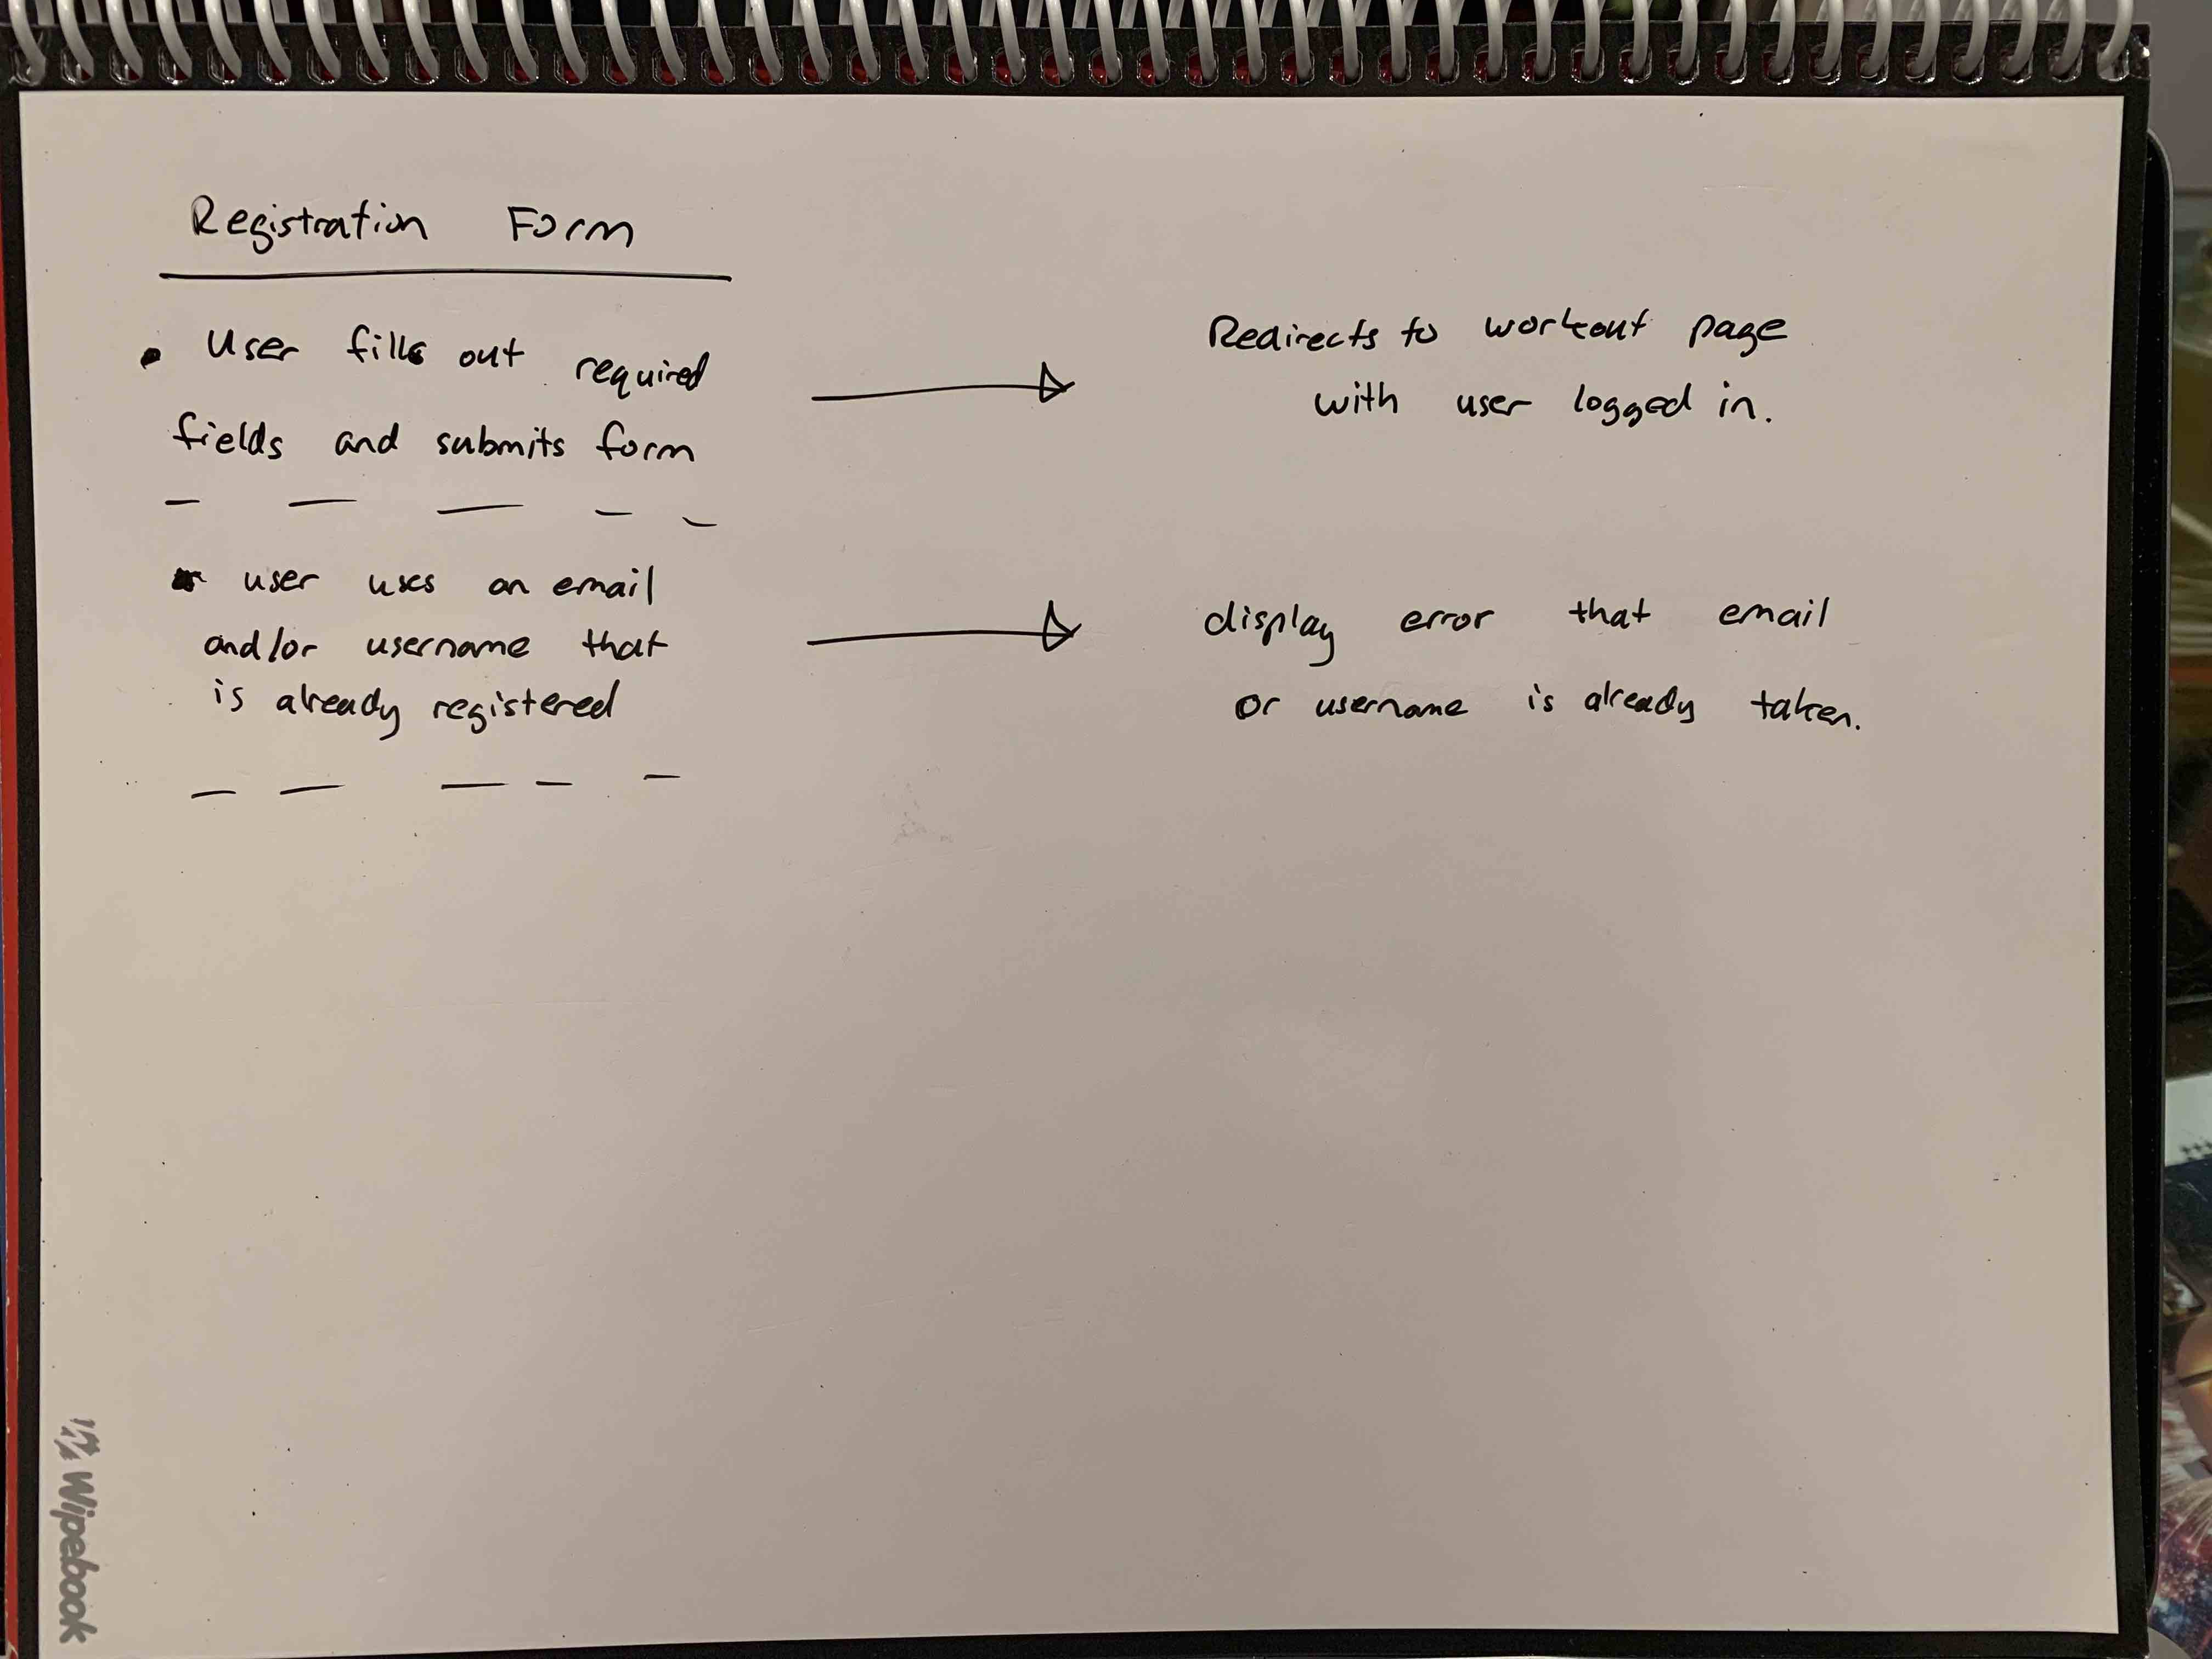 Registration Form
• User fills out required
fields and submits form
Redirects to workout page
with user logged in.
user uses an email
and/or username that
is already registered
display error that email
or username is already taken.
Wipebook